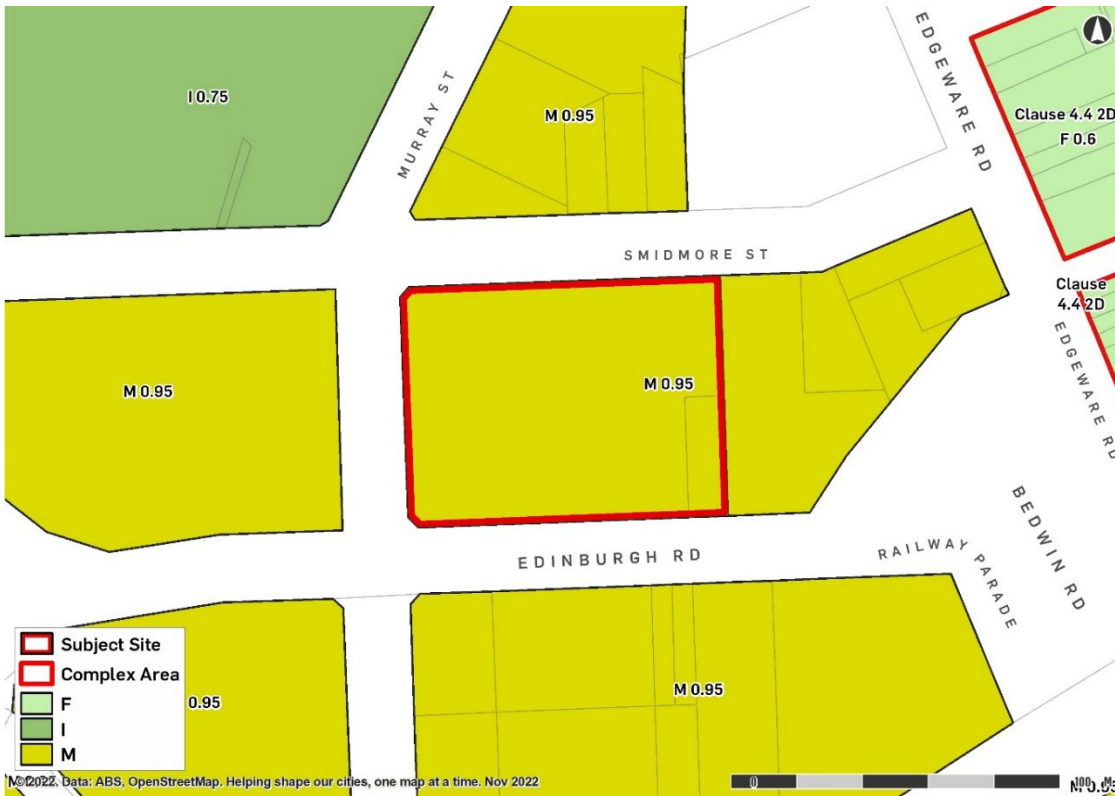 EDGEWARE RD
Clause 4.4 2D
F 0.6
I 0.75
MURRAY ST
M 0.95
SMIDMORE ST
Clause
4.4 2D
EDGEWARE RD
M 0.95
M 0.95
BEDWIN RD
EDINBURGH RD
RAILWAY PARADE
Subject Site
Complex Area
F
I
M
0.95
M 0.95
©2022. Data: ABS, OpenStreetMap. Helping shape our cities, one map at a time. Nov 2022
0
100